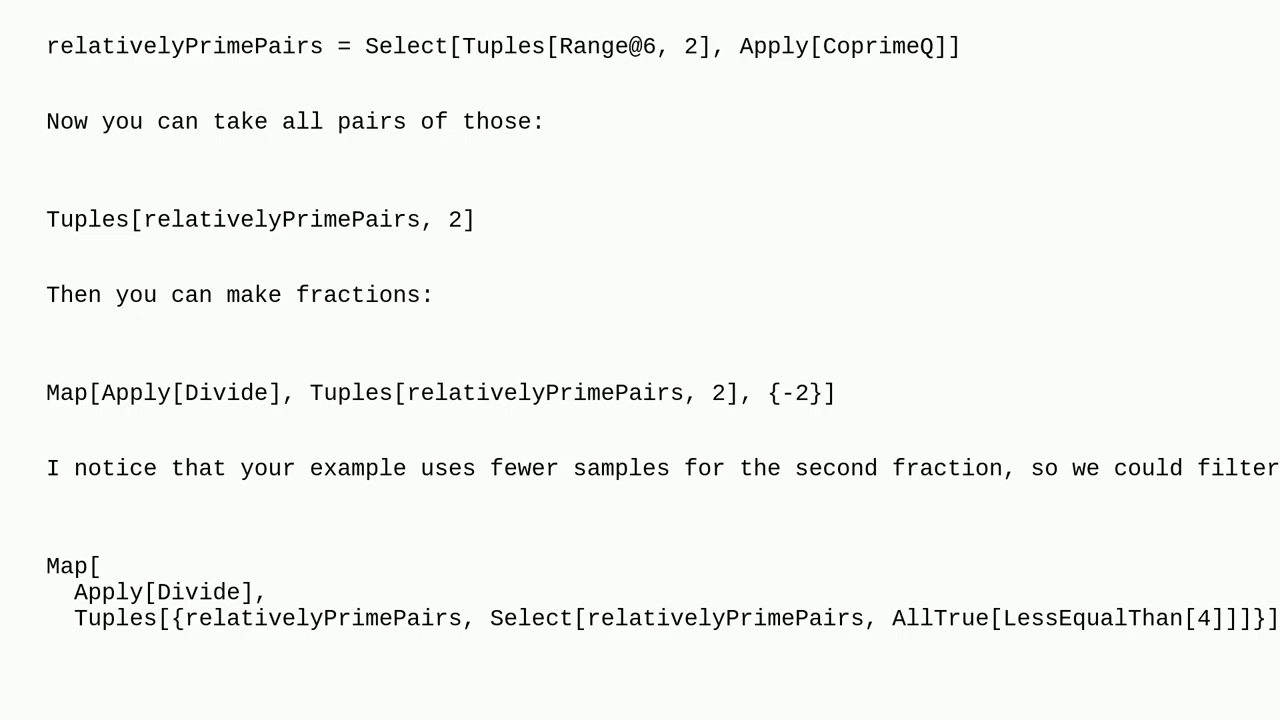 relativelyPrimePairs = Select[Tuples[Range@6, 2], Apply[CoprimeQ]]
Now you can take all pairs of those:
Tuples[relativelyPrimePairs, 2]
Then you can make fractions:
Map[Apply[Divide], Tuples[relativelyPrimePairs, 2], {-2}]
I notice that your example uses fewer samples for the second fraction, so we could filter
Map[
  Apply[Divide],
  Tuples[{relativelyPrimePairs, Select[relativelyPrimePairs, AllTrue[LessEqualThan[4]]]}]